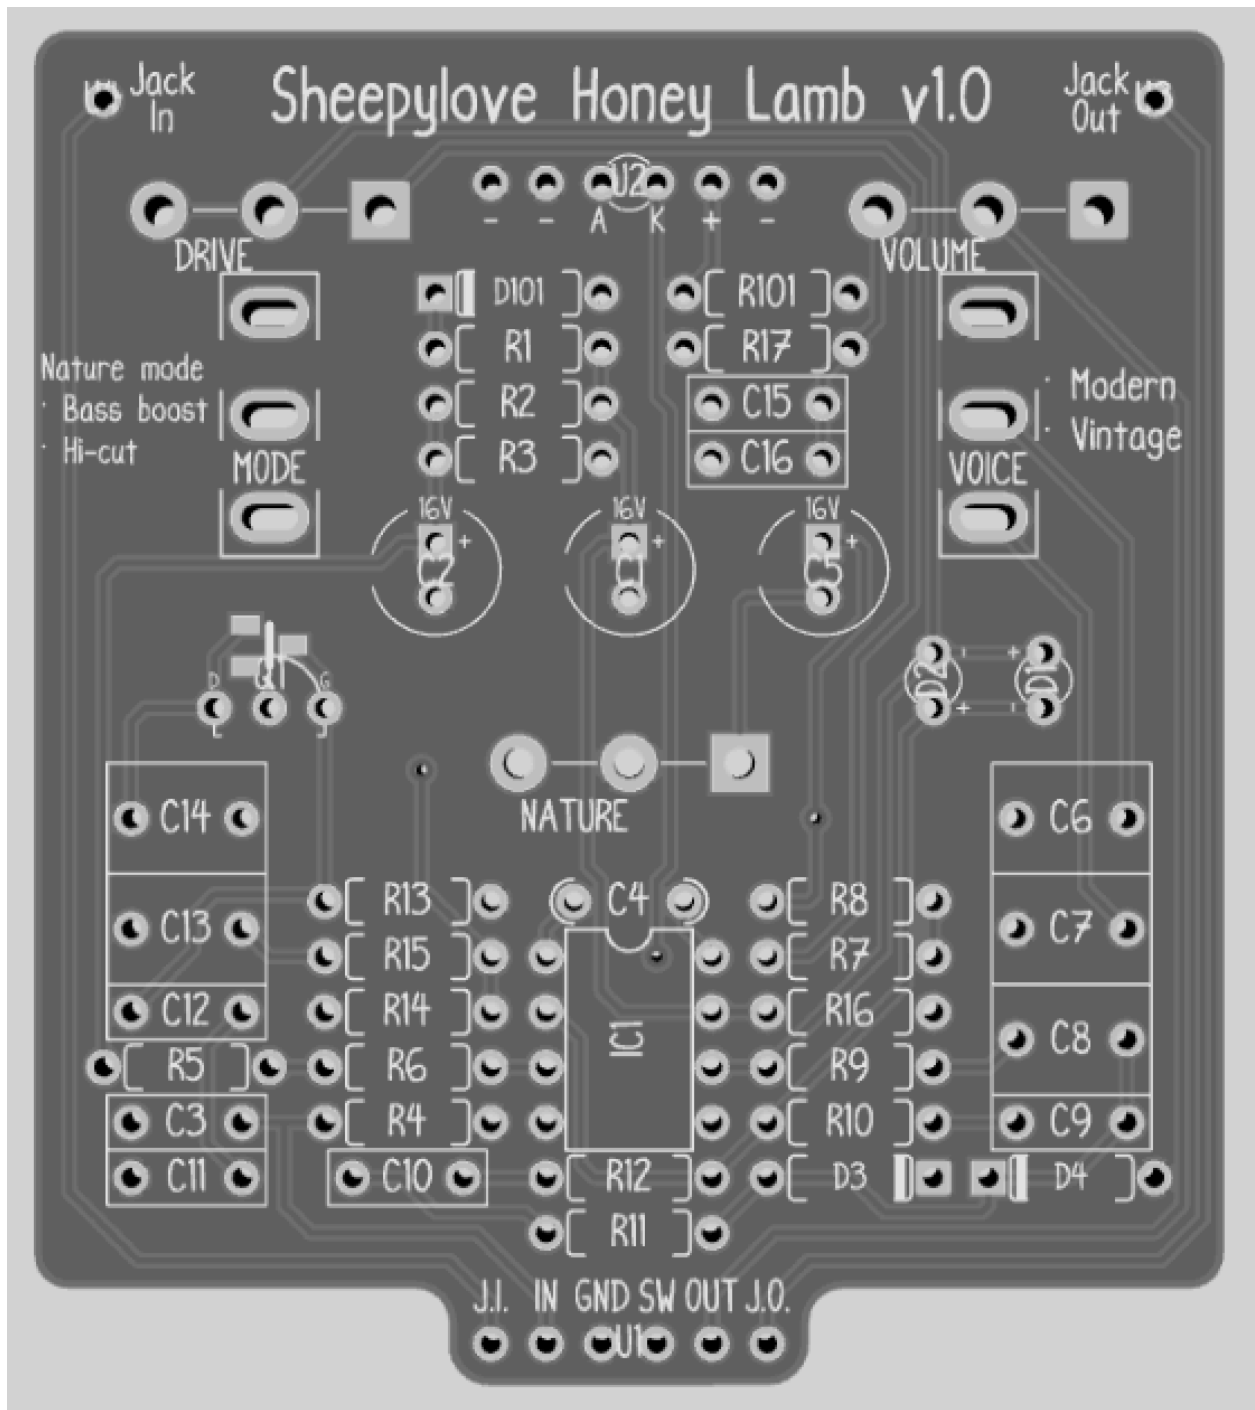 Sheepylove Honey Lamb v1.0
Jack
In
Jack
Out
U2
- - A K + -
DRIVE
VOLUME
D101
R101
R1
R17
Nature mode
· Bass boost
· Hi-cut
MODE
R2
C15
R3
C16
· Modern
· Vintage
VOICE
16V
+
C2
16V
+
C1
16V
+
C5
D G
Q1
D2
- +
D1
+ -
NATURE
C14
C6
R13
C4
R8
C13
R15
R7
C7
C12
R14
IC1
R16
C8
R5
R6
R9
C3
R4
R10
C9
C11
C10
R12
D3
D4
R11
J.I. IN GND SW OUT J.O.
U1